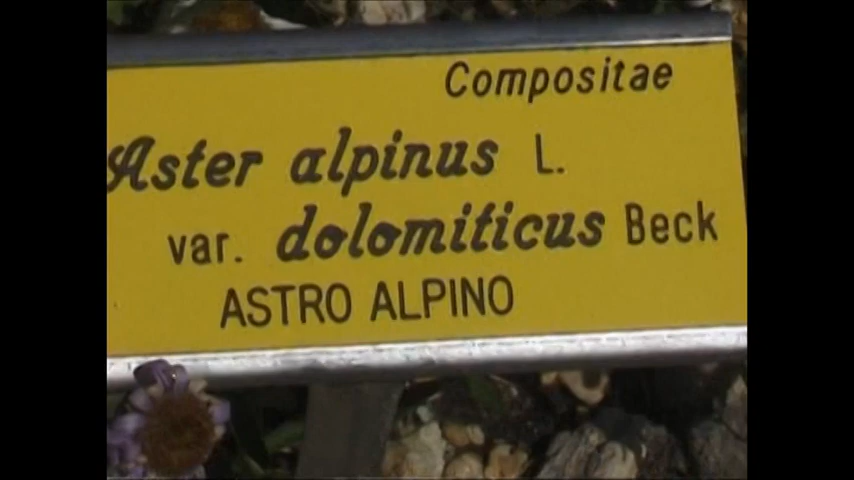 Compositae
Aster alpinus L.
var. dolomiticus Beck
ASTRO ALPINO